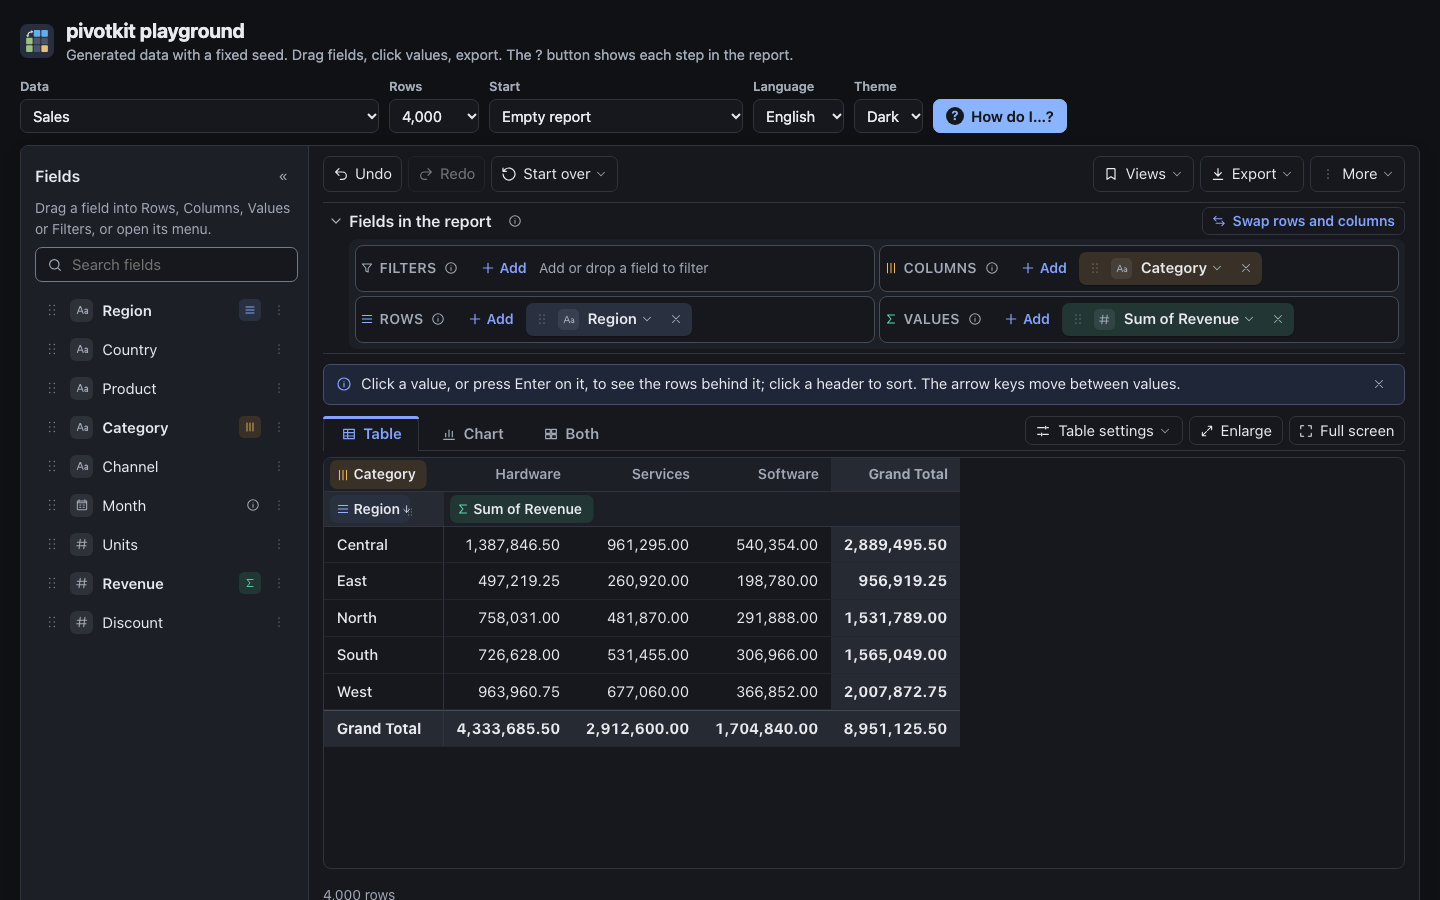 pivotkit playground
Generated data with a fixed seed. Drag fields, click values, export. The ? button shows each step in the report.
Data Rows Start Language Theme
Sales 4,000 Empty report English Dark ? How do I...?
Fields «
Drag a field into Rows, Columns, Values
or Filters, or open its menu.
Search fields
Aa Region
Aa Country
Aa Product
Aa Category
Aa Channel
Month
# Units
# Revenue Σ
# Discount
Undo Redo Start over Views Export More
Fields in the report Swap rows and columns
FILTERS + Add Add or drop a field to filter
COLUMNS + Add Aa Category ×
ROWS + Add Aa Region ×
Σ VALUES + Add # Sum of Revenue ×
Click a value, or press Enter on it, to see the rows behind it; click a header to sort. The arrow keys move between values. ×
Table Chart Both Table settings Enlarge Full screen
Category Hardware Services Software Grand Total
Region ↓ Σ Sum of Revenue
Central 1,387,846.50 961,295.00 540,354.00 2,889,495.50
East 497,219.25 260,920.00 198,780.00 956,919.25
North 758,031.00 481,870.00 291,888.00 1,531,789.00
South 726,628.00 531,455.00 306,966.00 1,565,049.00
West 963,960.75 677,060.00 366,852.00 2,007,872.75
Grand Total 4,333,685.50 2,912,600.00 1,704,840.00 8,951,125.50
4,000 rows